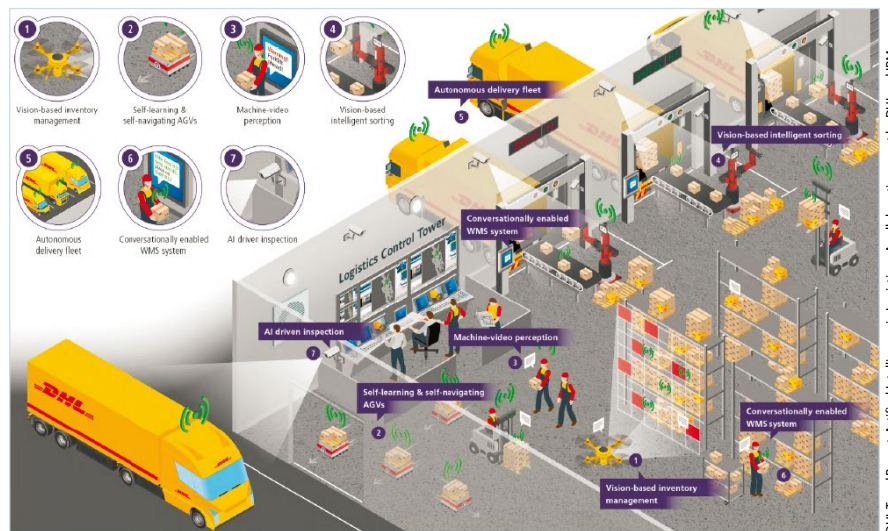 1
2
3
4
Vision-based inventory
management
Self-learning &
self-navigating AGVs
Machine-video
perception
Vision-based
intelligent sorting
5
6
7
Autonomous
delivery fleet
Conversationally enabled
WMS system
AI driven inspection
Autonomous delivery fleet
5
Vision-based intelligent sorting
4
Conversationally enabled
WMS system
Logistics Control Tower
AI driven inspection
7
Machine-video perception
3
Self-learning & self-navigating
AGVs
2
Conversationally enabled
WMS system
6
1
Vision-based inventory
management
DHL